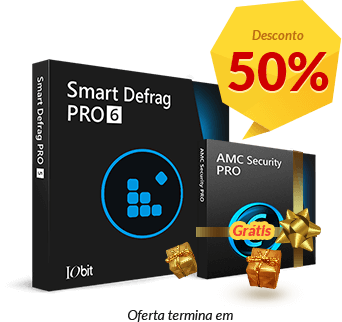 Desconto
50%
Smart Defrag
PRO 6
Smart Defrag PRO
IObit
AMC Security
PRO
AMC Security PRO
Grátis
Oferta termina em